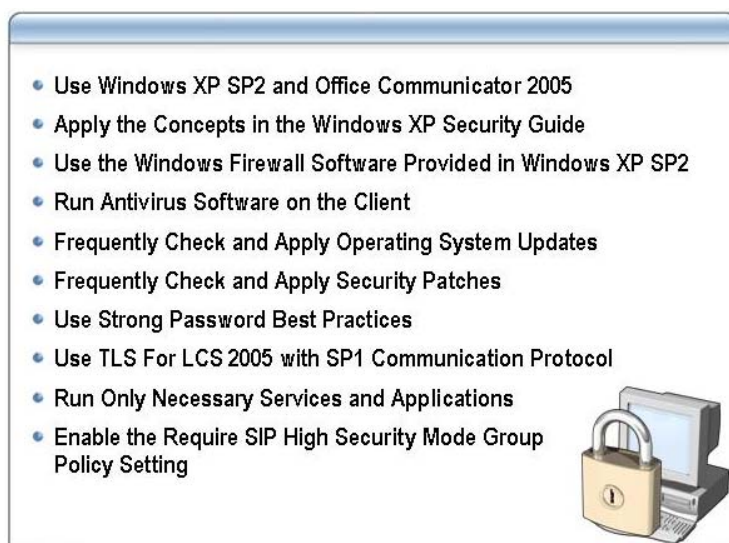 Use Windows XP SP2 and Office Communicator 2005
Apply the Concepts in the Windows XP Security Guide
Use the Windows Firewall Software Provided in Windows XP SP2
Run Antivirus Software on the Client
Frequently Check and Apply Operating System Updates
Frequently Check and Apply Security Patches
Use Strong Password Best Practices
Use TLS For LCS 2005 with SP1 Communication Protocol
Run Only Necessary Services and Applications
Enable the Require SIP High Security Mode Group
Policy Setting